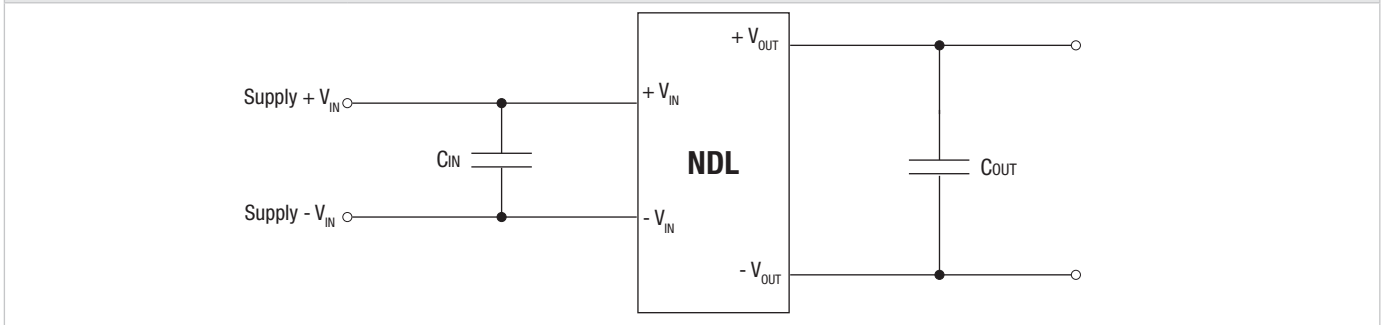 + VOUT
Supply + VIN
+ VIN
CIN
NDL
COUT
Supply - VIN
- VIN
- VOUT